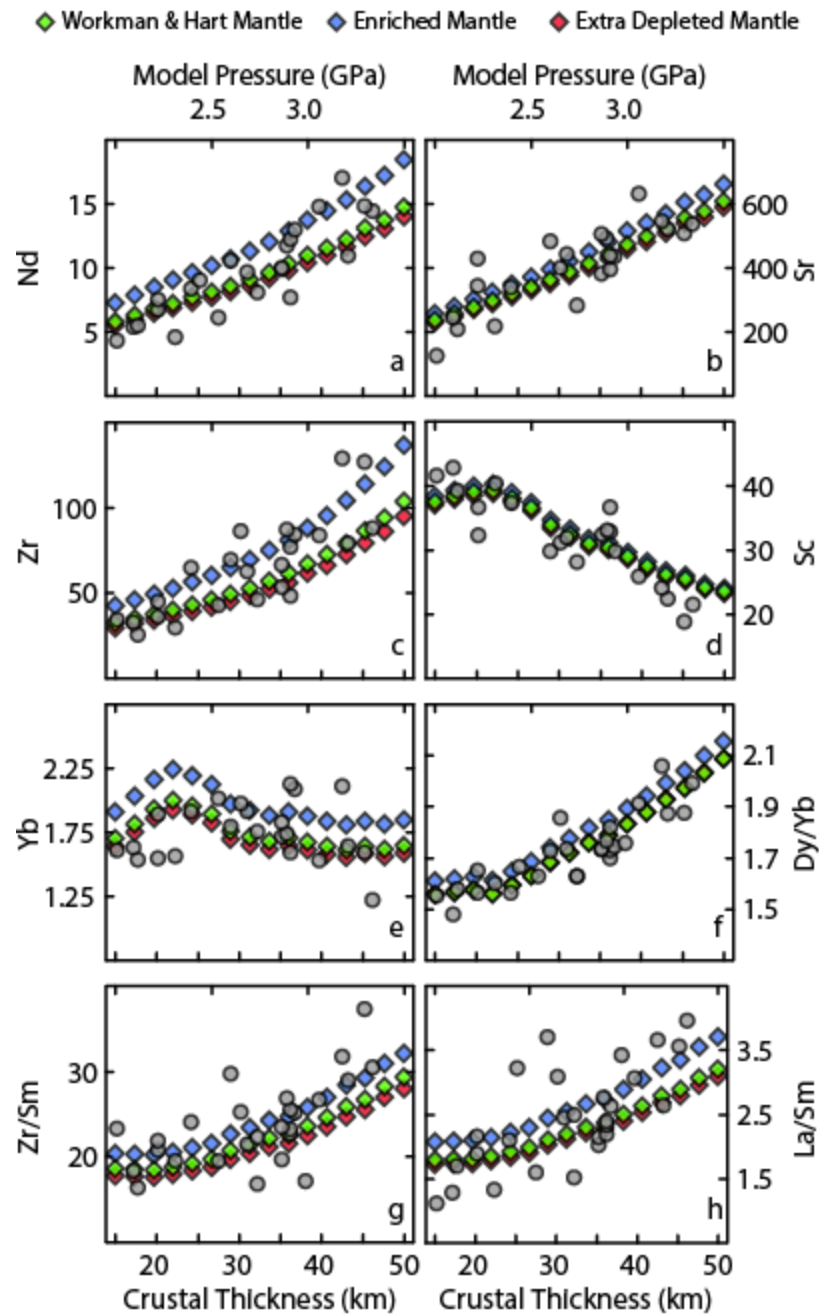 Workman & Hart Mantle Enriched Mantle Extra Depleted Mantle
Model Pressure (GPa) Model Pressure (GPa)
2.5 3.0 2.5 3.0
Nd
15
10
5
a
600
400
200
Sr
b
Zr
100
50
c
40
30
20
Sc
d
Yb
2.25
1.75
1.25
e
2.1
1.9
1.7
1.5
Dy/Yb
f
Zr/Sm
30
20
g
3.5
2.5
1.5
La/Sm
h
20 30 40 50 20 30 40 50
Crustal Thickness (km) Crustal Thickness (km)